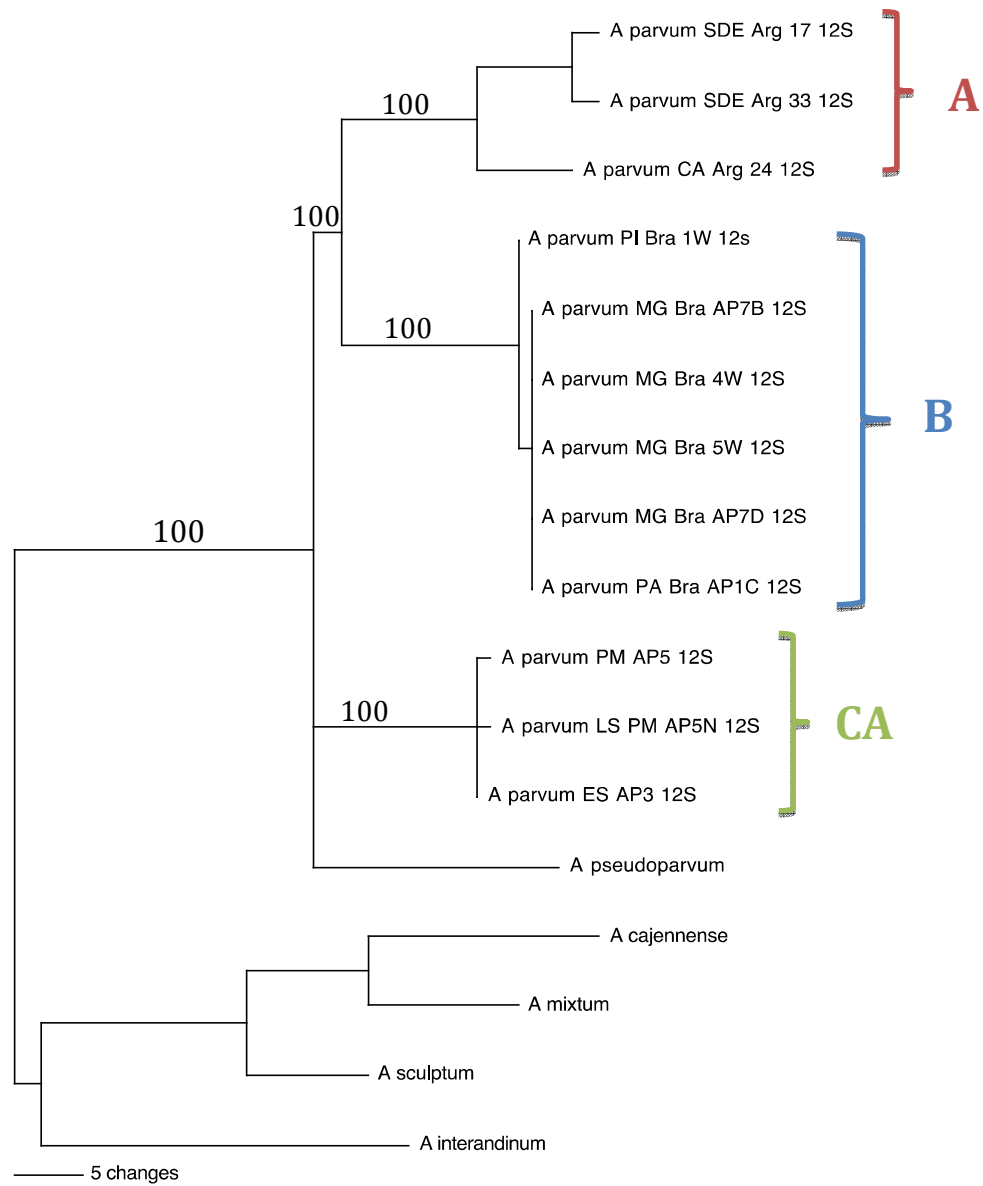 A parvum SDE Arg 17 12S
100
A parvum SDE Arg 33 12S
A
A parvum CA Arg 24 12S
100
A parvum PI Bra 1W 12s
A parvum MG Bra AP7B 12S
100
A parvum MG Bra 4W 12S
B
A parvum MG Bra 5W 12S
A parvum MG Bra AP7D 12S
100
A parvum PA Bra AP1C 12S
A parvum PM AP5 12S
100
A parvum LS PM AP5N 12S
CA
A parvum ES AP3 12S
A pseudoparvum
A cajennense
A mixtum
A sculptum
A interandinum
5 changes